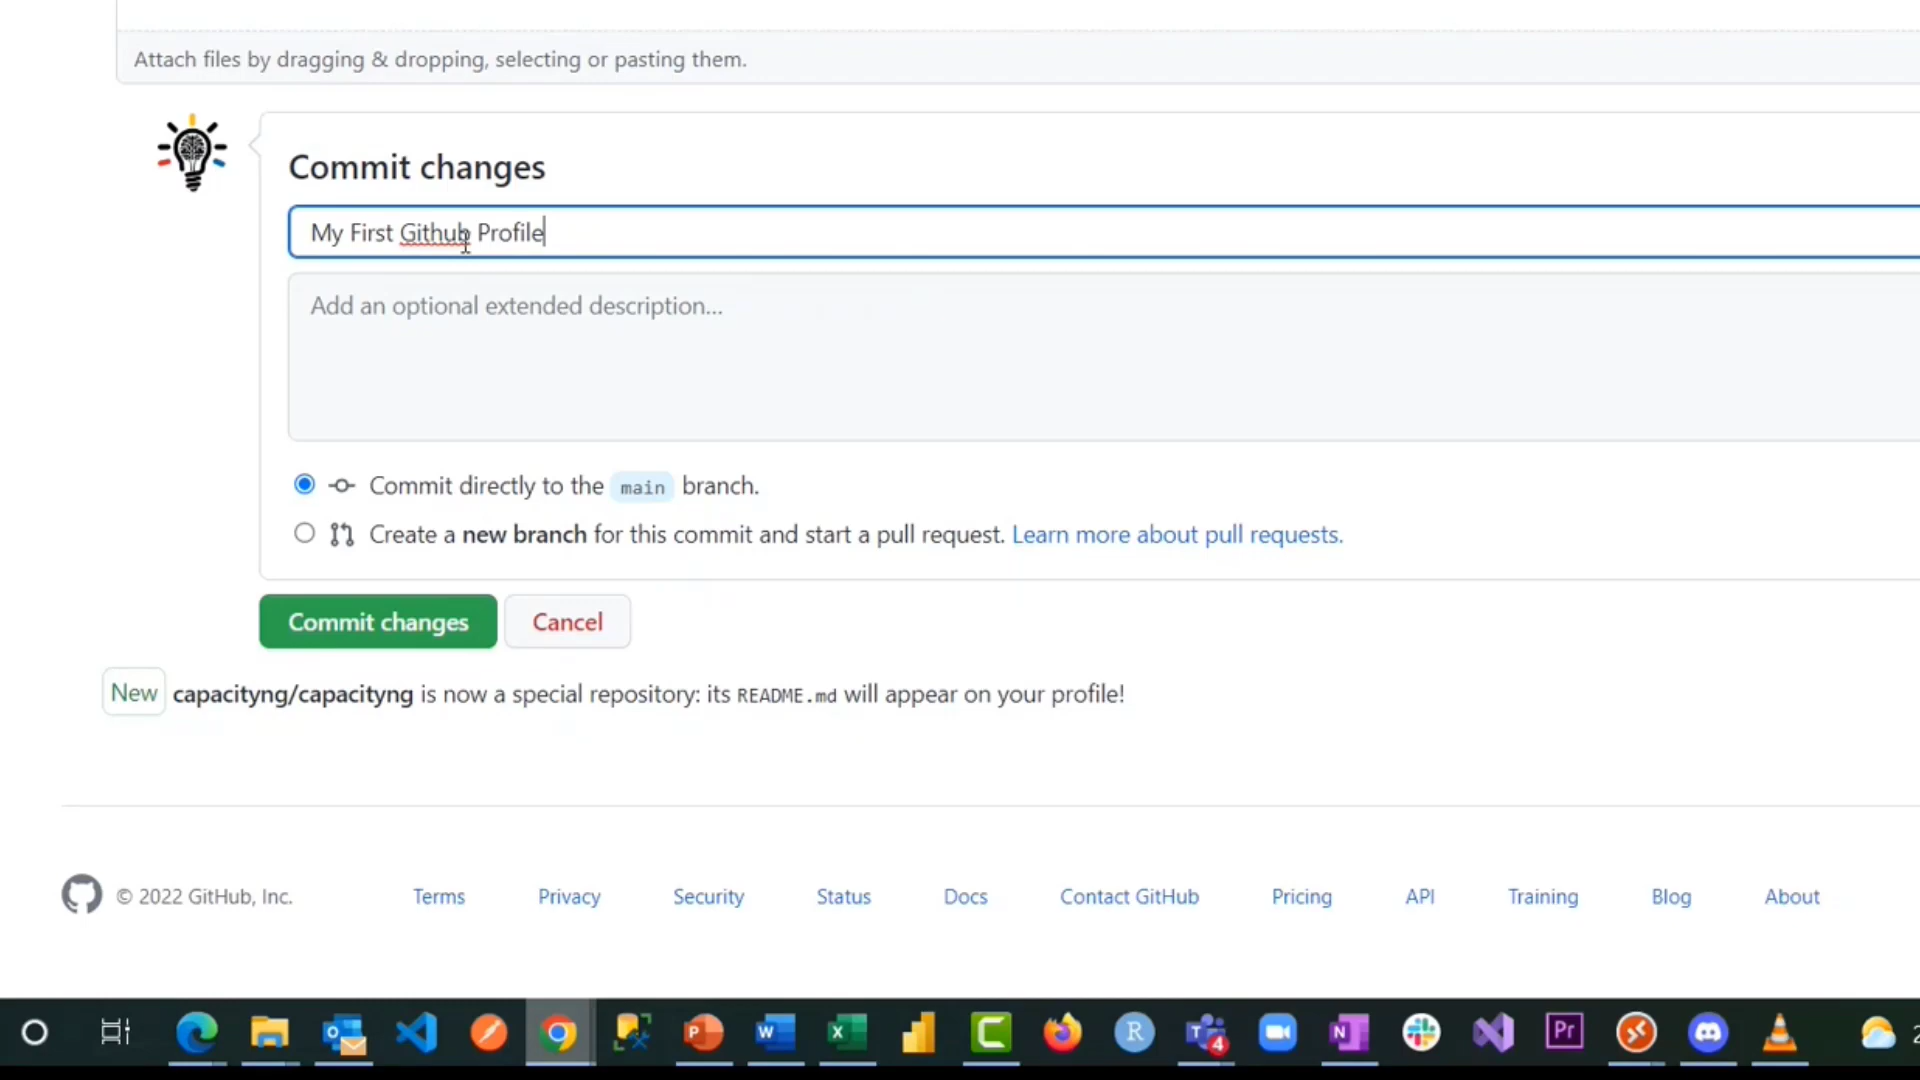 Attach files by dragging & dropping, selecting or pasting them.
Commit changes
My First Github Profile
Add an optional extended description...
Commit directly to the main branch.
Create a new branch for this commit and start a pull request. Learn more about pull requests.
Commit changes Cancel
New capacityng/capacityng is now a special repository: its README.md will appear on your profile!
© 2022 GitHub, Inc. Terms Privacy Security Status Docs Contact GitHub Pricing API Training Blog About
P W X R T 4 N Pr 2